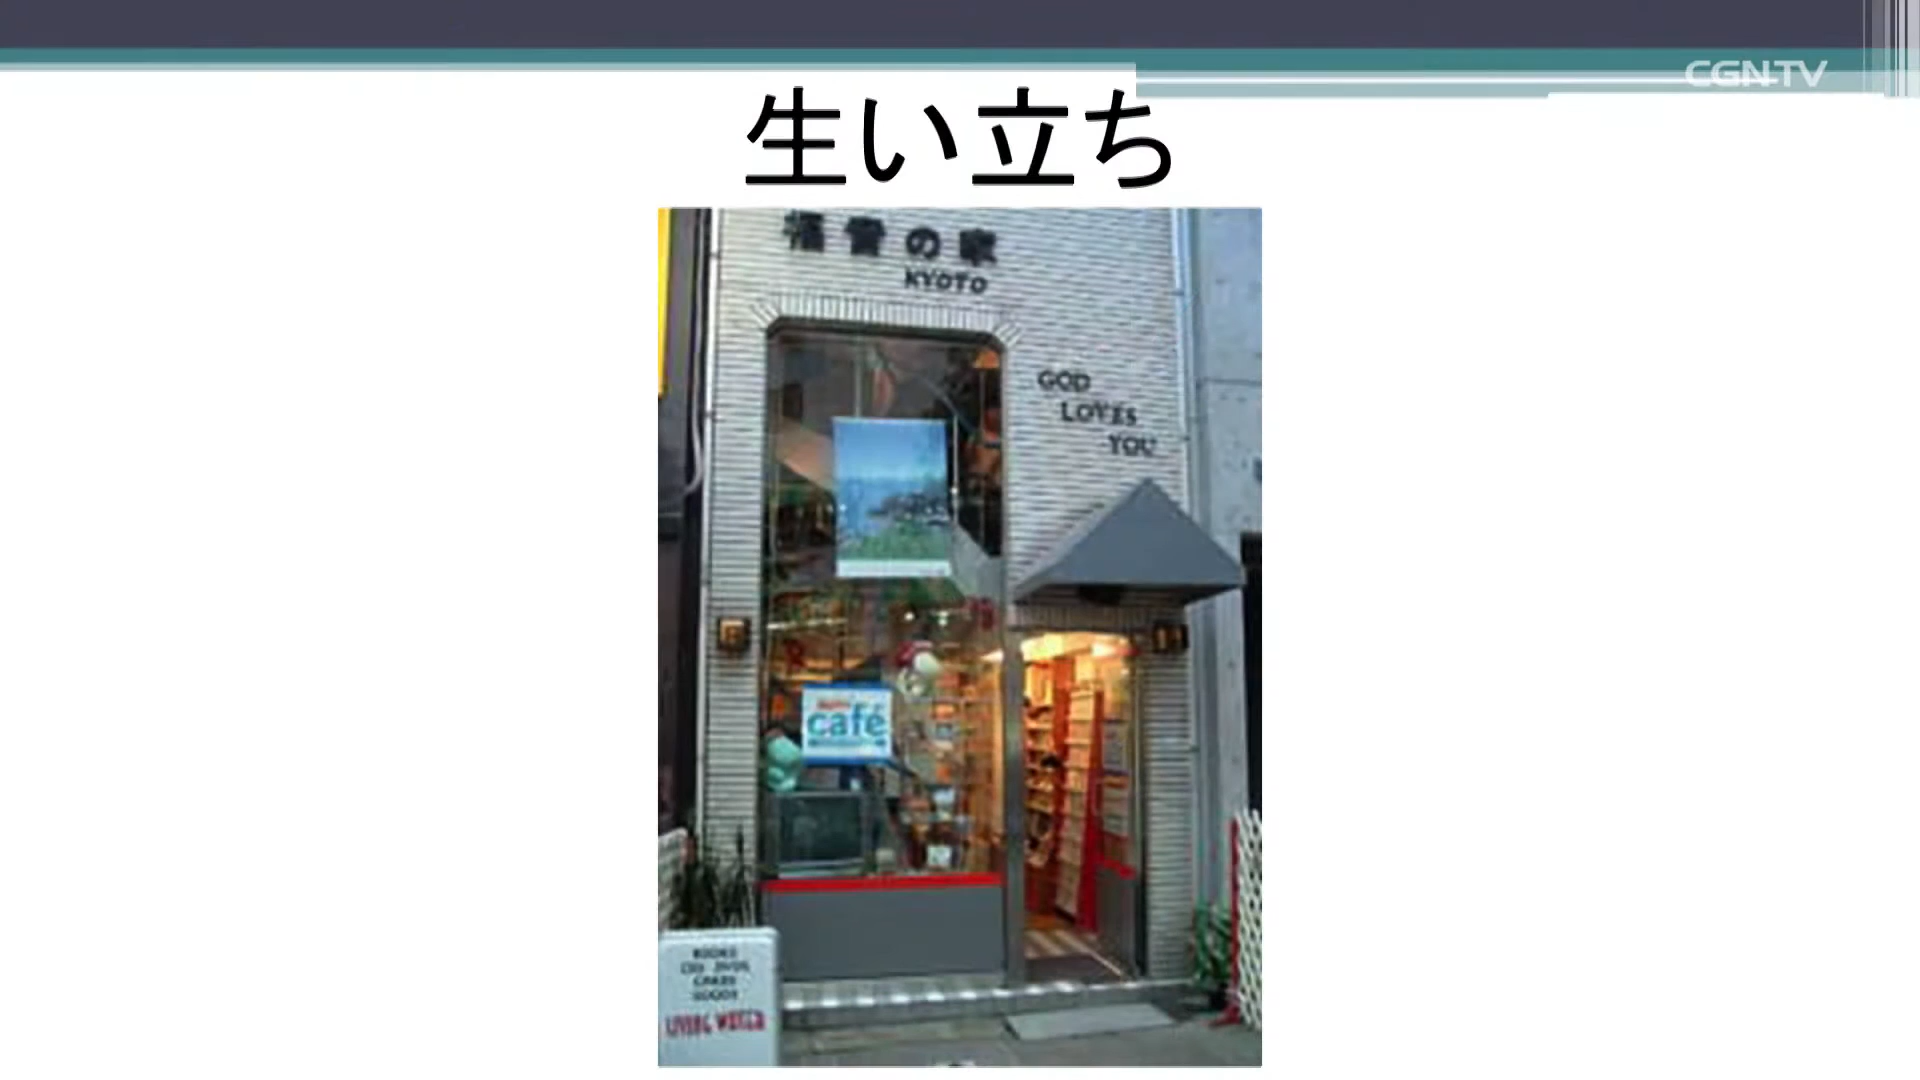 CGNTV
生い立ち
福音の家
KYOTO
GOD
LOVES
YOU
café
BOOKS
CDS DVDS
CARDS
GOODS
LIVING WATER